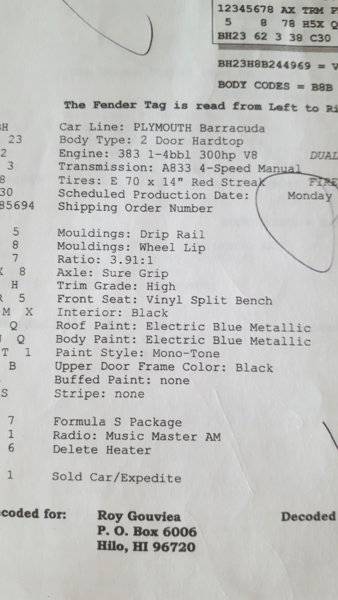 12345678 AX TRM
5 8 78 H5X Q
BH23 62 3 38 C30
BH23H8B244969 =
BODY CODES = B8B
The Fender Tag is read from Left to
BH Car Line: PLYMOUTH Barracuda
23 Body Type: 2 Door Hardtop
2 Engine: 383 1-4bbl 300hp V8 DUAL
3 Transmission: A833 4-Speed Manual
8 Tires: E 70 x 14" Red Streak
30 Scheduled Production Date: Monday
85694 Shipping Order Number
5 Mouldings: Drip Rail
8 Mouldings: Wheel Lip
7 Ratio: 3.91:1
X 8 Axle: Sure Grip
H Trim Grade: High
R 5 Front Seat: Vinyl Split Bench
M X Interior: Black
Q Roof Paint: Electric Blue Metallic
Q Body Paint: Electric Blue Metallic
T 1 Paint Style: Mono-Tone
B Upper Door Frame Color: Black
Buffed Paint: none
S Stripe: none
7 Formula S Package
1 Radio: Music Master AM
6 Delete Heater
1 Sold Car/Expedite
coded for: Roy Gouviea Decoded
P. O. Box 6006
Hilo, HI 96720